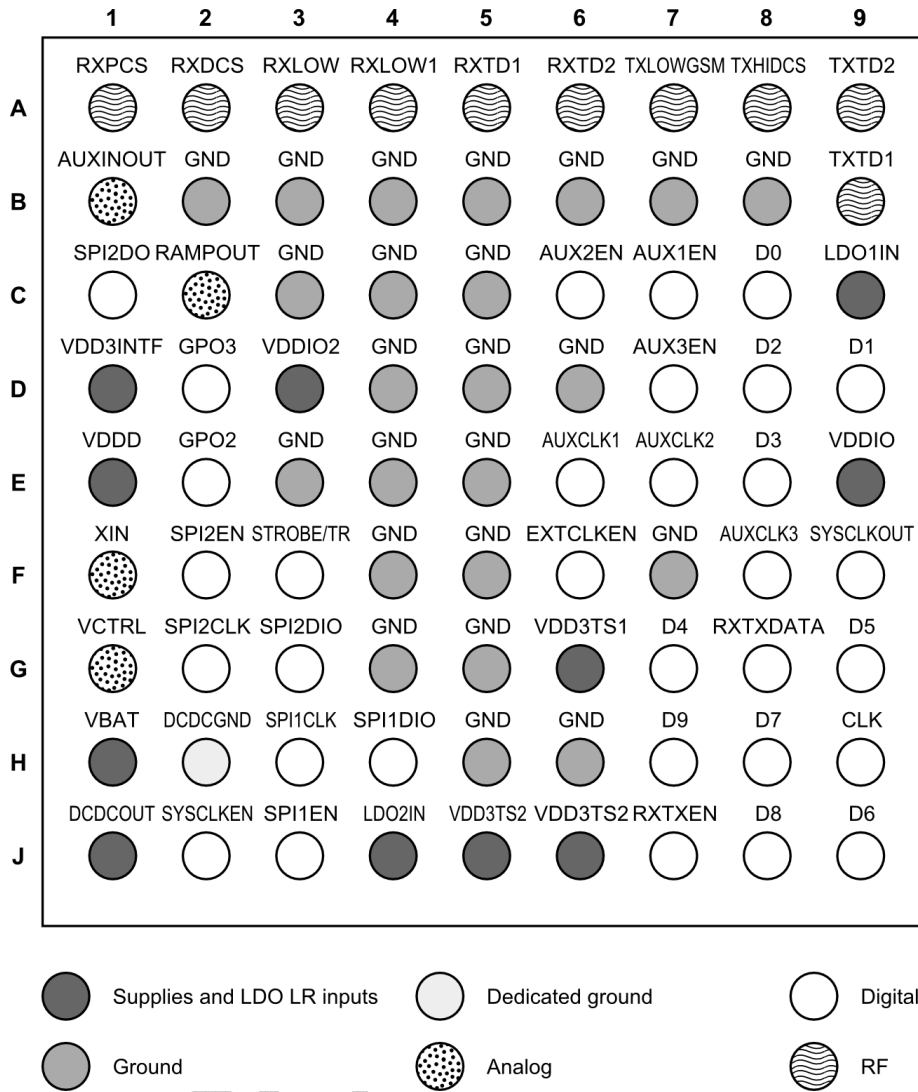 1 2 3 4 5 6 7 8 9
RXPCS RXDCS RXLOW RXLOW1 RXTD1 RXTD2 TXLOWGSM TXHIDCS TXTD2
A
AUXINOUT GND GND GND GND GND GND GND TXTD1
B
SPI2DO RAMPOUT GND GND GND AUX2EN AUX1EN D0 LDO1IN
C
VDD3INTF GPO3 VDDIO2 GND GND GND AUX3EN D2 D1
D
VDDD GPO2 GND GND GND AUXCLK1 AUXCLK2 D3 VDDIO
E
XIN SPI2EN STROBE/TR GND GND EXTCLKEN GND AUXCLK3 SYSCLKOUT
F
VCTRL SPI2CLK SPI2DIO GND GND VDD3TS1 D4 RXTXDATA D5
G
VBAT DCDCGND SPI1CLK SPI1DIO GND GND D9 D7 CLK
H
DCDCOUT SYSCLKEN SPI1EN LDO2IN VDD3TS2 VDD3TS2 RXTXEN D8 D6
J
Supplies and LDO LR inputs Dedicated ground Digital
Ground Analog RF